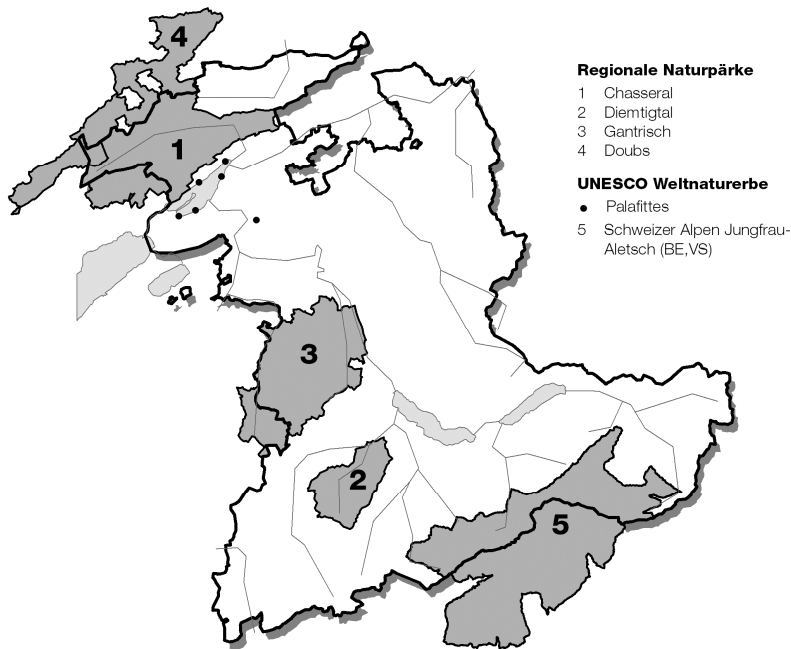 4
1
3
2
5
Regionale Naturpärke
1 Chasseral
2 Diemtigtal
3 Gantrisch
4 Doubs
UNESCO Weltnaturerbe
● Palafittes
5 Schweizer Alpen Jungfrau-
Aletsch (BE,VS)